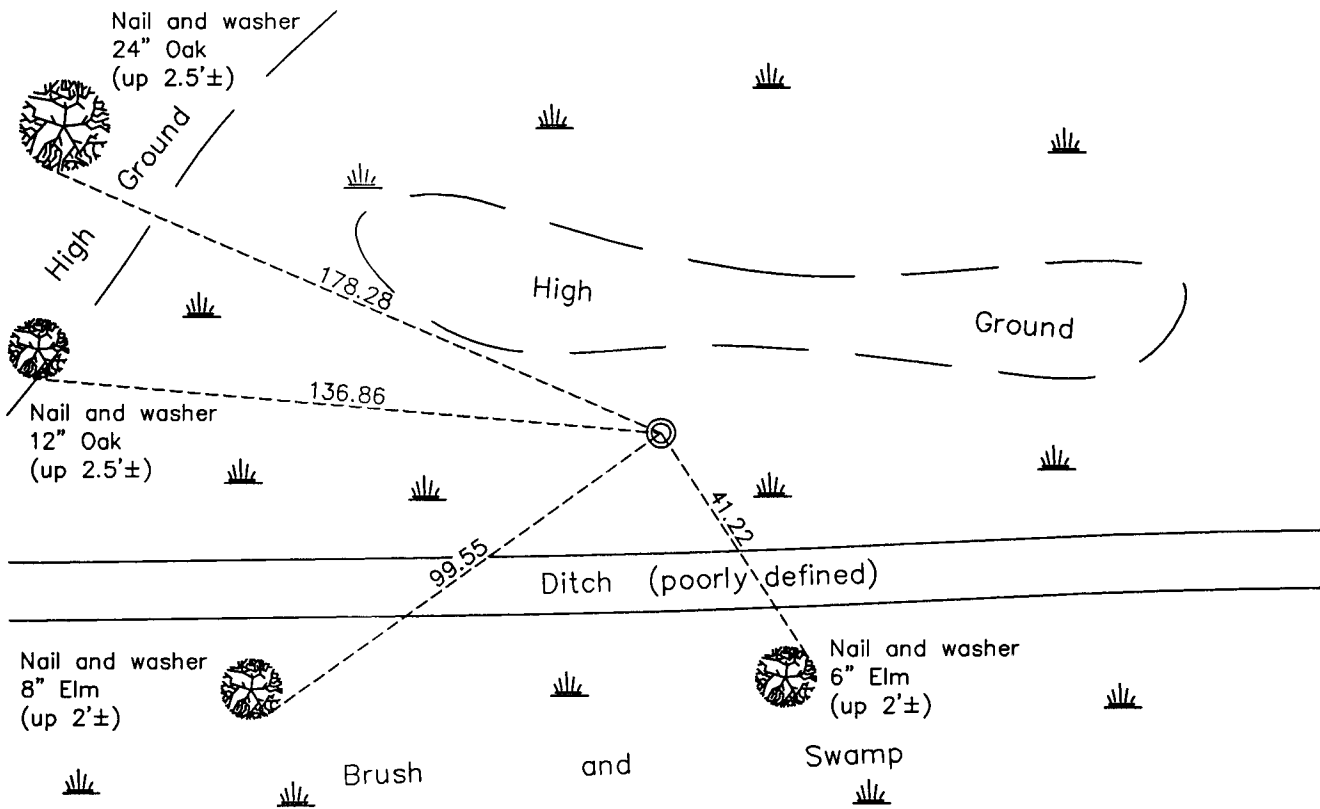 Nail and washer
24" Oak
(up 2.5'±)
High Ground
178.28
High Ground
136.86
Nail and washer
12" Oak
(up 2.5'±)
41.22
99.55
Ditch (poorly defined)
Nail and washer
8" Elm
(up 2'±)
Nail and washer
6" Elm
(up 2'±)
Brush and Swamp